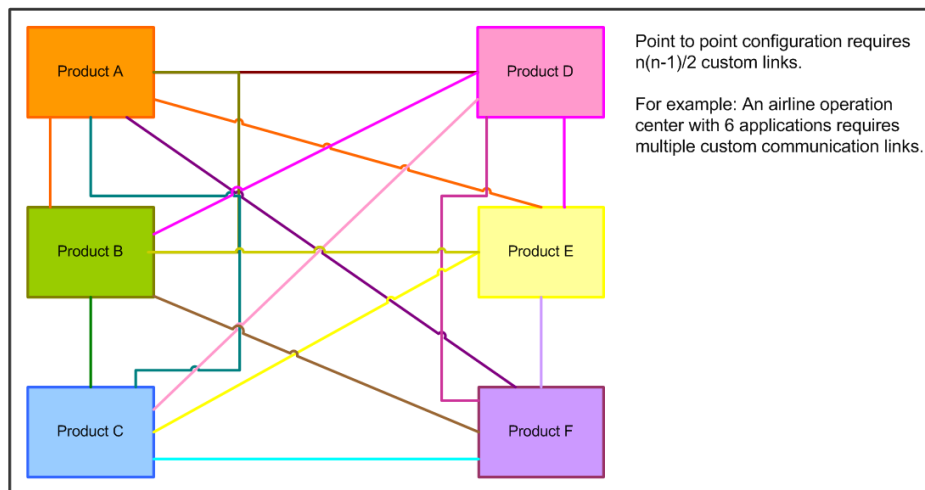 Product A
Product D
Point to point configuration requires
n(n-1)/2 custom links.
For example: An airline operation
center with 6 applications requires
multiple custom communication links.
Product B
Product E
Product C
Product F